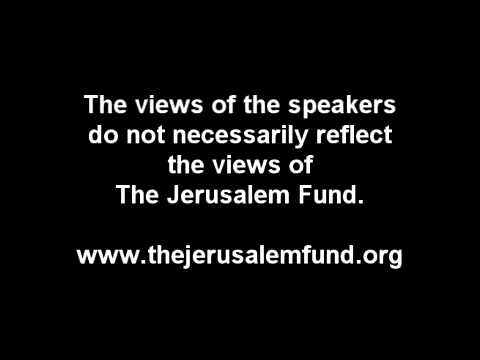 The views of the speakers
do not necessarily reflect
the views of
The Jerusalem Fund.
www.thejerusalemfund.org